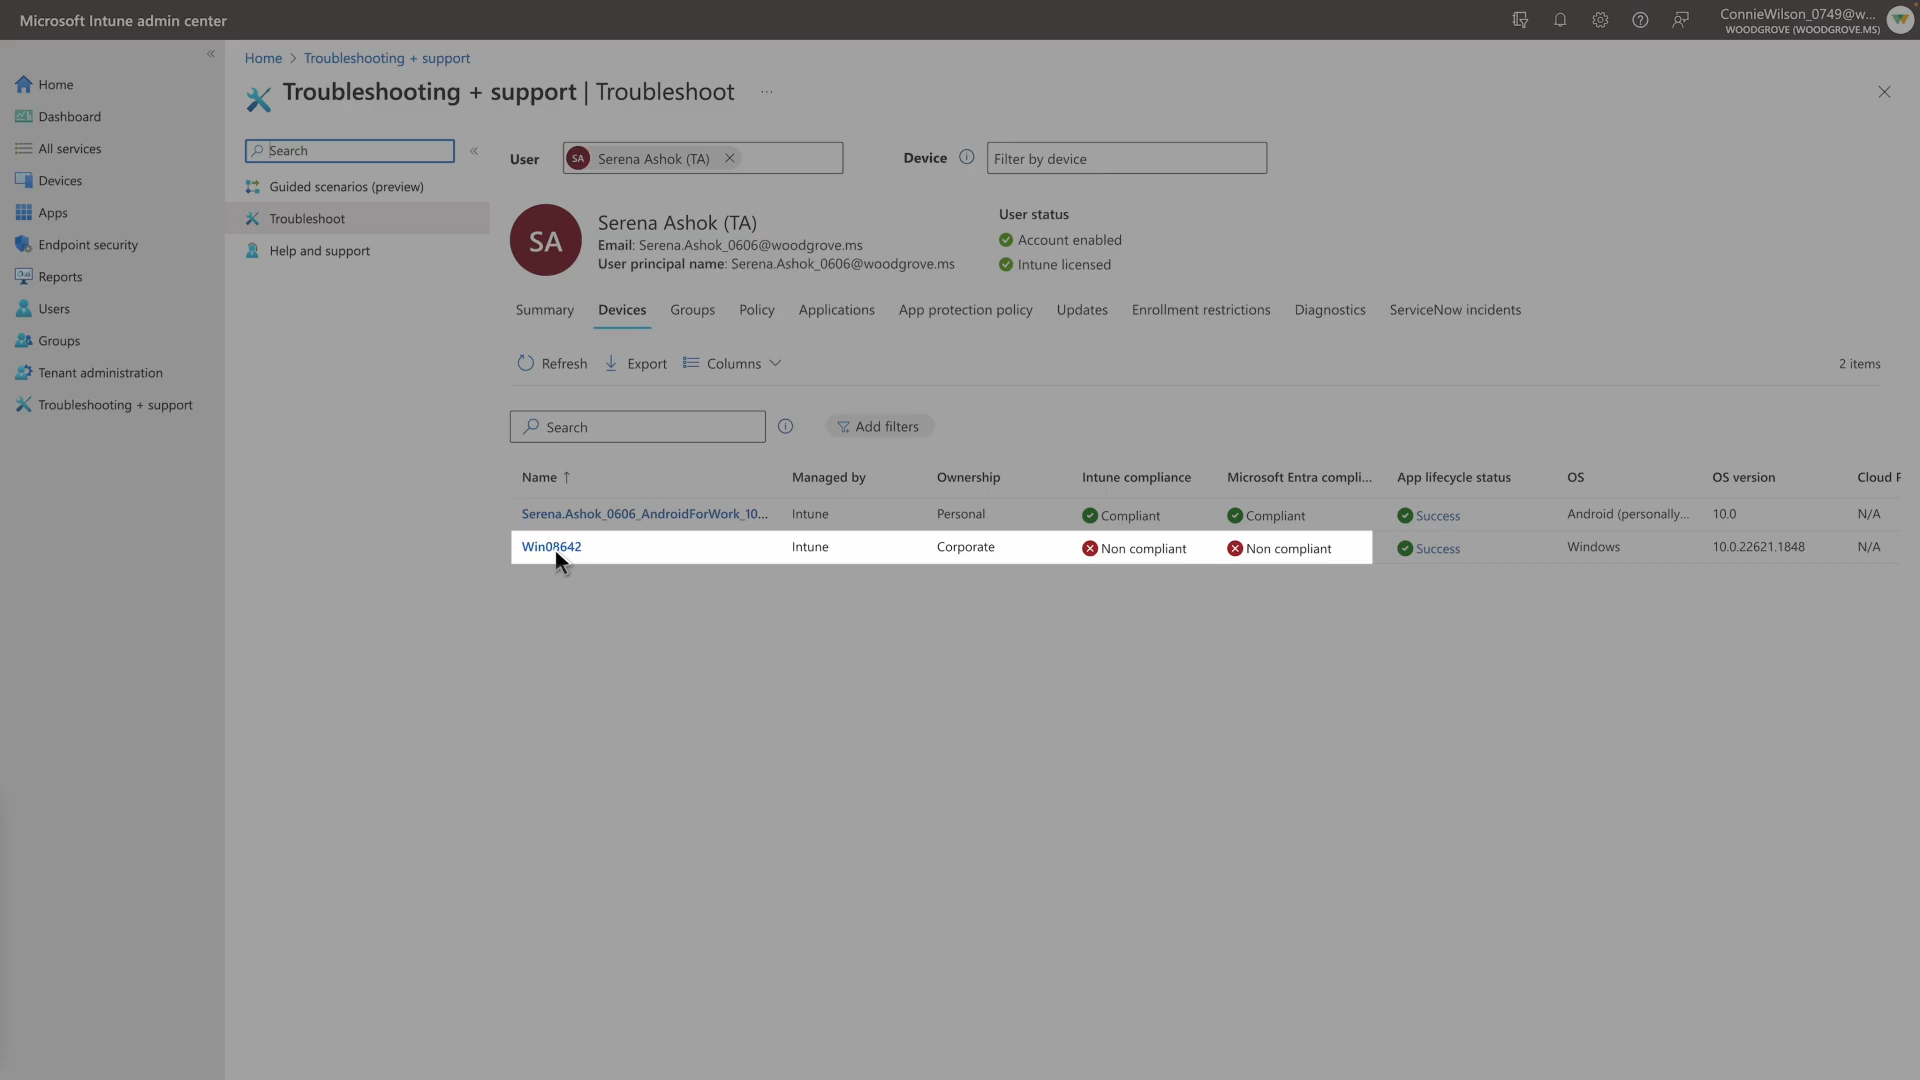 Microsoft Intune admin center
ConnieWilson_0749@w...
WOODGROVE (WOODGROVE.MS)
«
Home
Dashboard
All services
Devices
Apps
Endpoint security
Reports
Users
Groups
Tenant administration
Troubleshooting + support
Home > Troubleshooting + support
Troubleshooting + support | Troubleshoot ...
Search «
Guided scenarios (preview)
Troubleshoot
Help and support
User SA Serena Ashok (TA) Device Filter by device
SA
Serena Ashok (TA)
Email: Serena.Ashok_0606@woodgrove.ms
User principal name: Serena.Ashok_0606@woodgrove.ms
User status
Account enabled
Intune licensed
Summary Devices Groups Policy Applications App protection policy Updates Enrollment restrictions Diagnostics ServiceNow incidents
Refresh Export Columns 2 items
Search Add filters
Name ↑ Managed by Ownership Intune compliance Microsoft Entra compli... App lifecycle status OS OS version Cloud
Serena.Ashok_0606_AndroidForWork_10... Intune Personal Compliant Compliant Success Android (personally... 10.0 N/A
Win08642 Intune Corporate Non compliant Non compliant Success Windows 10.0.22621.1848 N/A